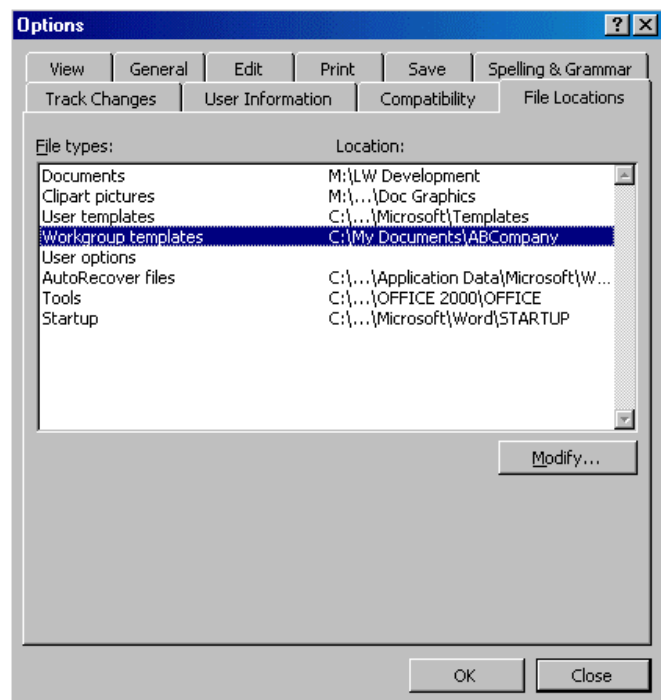 Options
View General Edit Print Save Spelling & Grammar
Track Changes User Information Compatibility File Locations
File types: Location:
Documents M:\LW Development
Clipart pictures M:\...\Doc Graphics
User templates C:\...\Microsoft\Templates
Workgroup templates C:\My Documents\ABCompany
User options
AutoRecover files C:\...\Application Data\Microsoft\W...
Tools C:\...\OFFICE 2000\OFFICE
Startup C:\...\Microsoft\Word\STARTUP
Modify...
OK Close